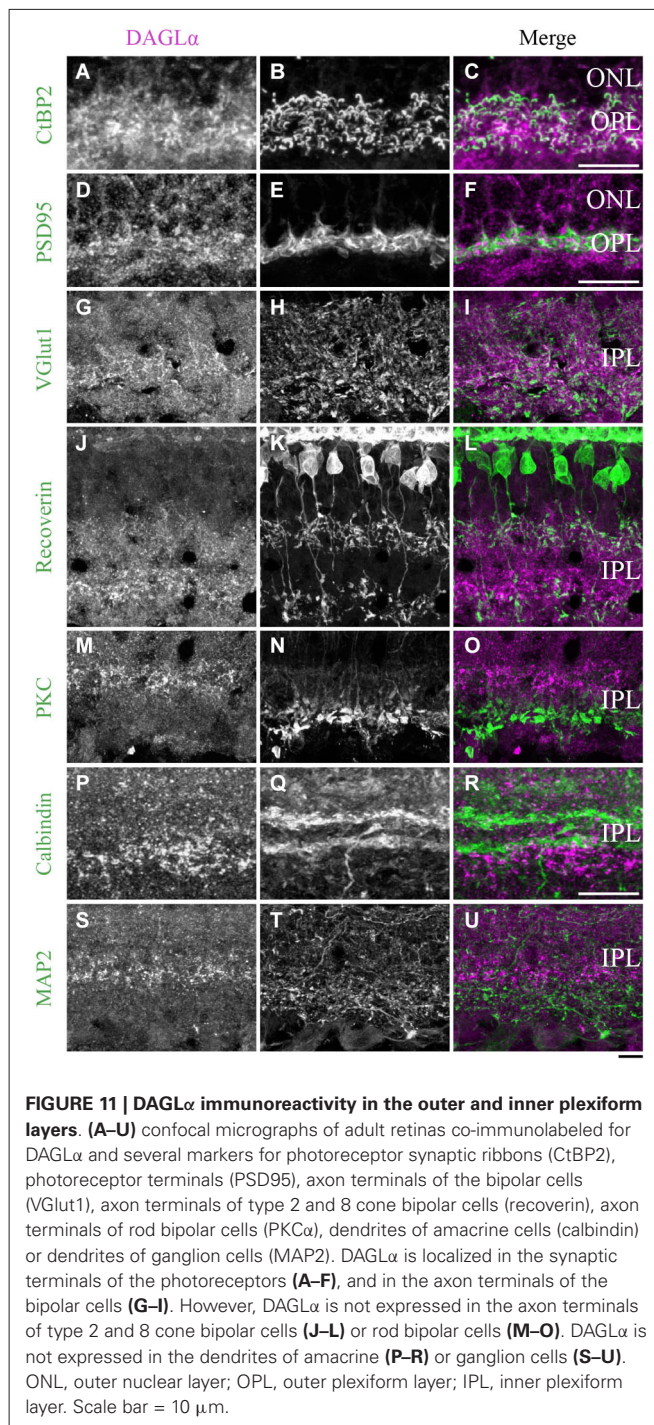 DAGLα Merge
CtBP2 A B C ONL OPL
PSD95 D E F ONL OPL
VGlut1 G H I IPL
Recoverin J K L IPL
PKC M N O IPL
Calbindin P Q R IPL
MAP2 S T U IPL
FIGURE 11 | DAGLα immunoreactivity in the outer and inner plexiform
layers. (A–U) confocal micrographs of adult retinas co-immunolabeled for
DAGLα and several markers for photoreceptor synaptic ribbons (CtBP2),
photoreceptor terminals (PSD95), axon terminals of the bipolar cells
(VGlut1), axon terminals of type 2 and 8 cone bipolar cells (recoverin), axon
terminals of rod bipolar cells (PKCα), dendrites of amacrine cells (calbindin)
or dendrites of ganglion cells (MAP2). DAGLα is localized in the synaptic
terminals of the photoreceptors (A–F), and in the axon terminals of the
bipolar cells (G–I). However, DAGLα is not expressed in the axon terminals
of type 2 and 8 cone bipolar cells (J–L) or rod bipolar cells (M–O). DAGLα is
not expressed in the dendrites of amacrine (P–R) or ganglion cells (S–U).
ONL, outer nuclear layer; OPL, outer plexiform layer; IPL, inner plexiform
layer. Scale bar = 10 μm.